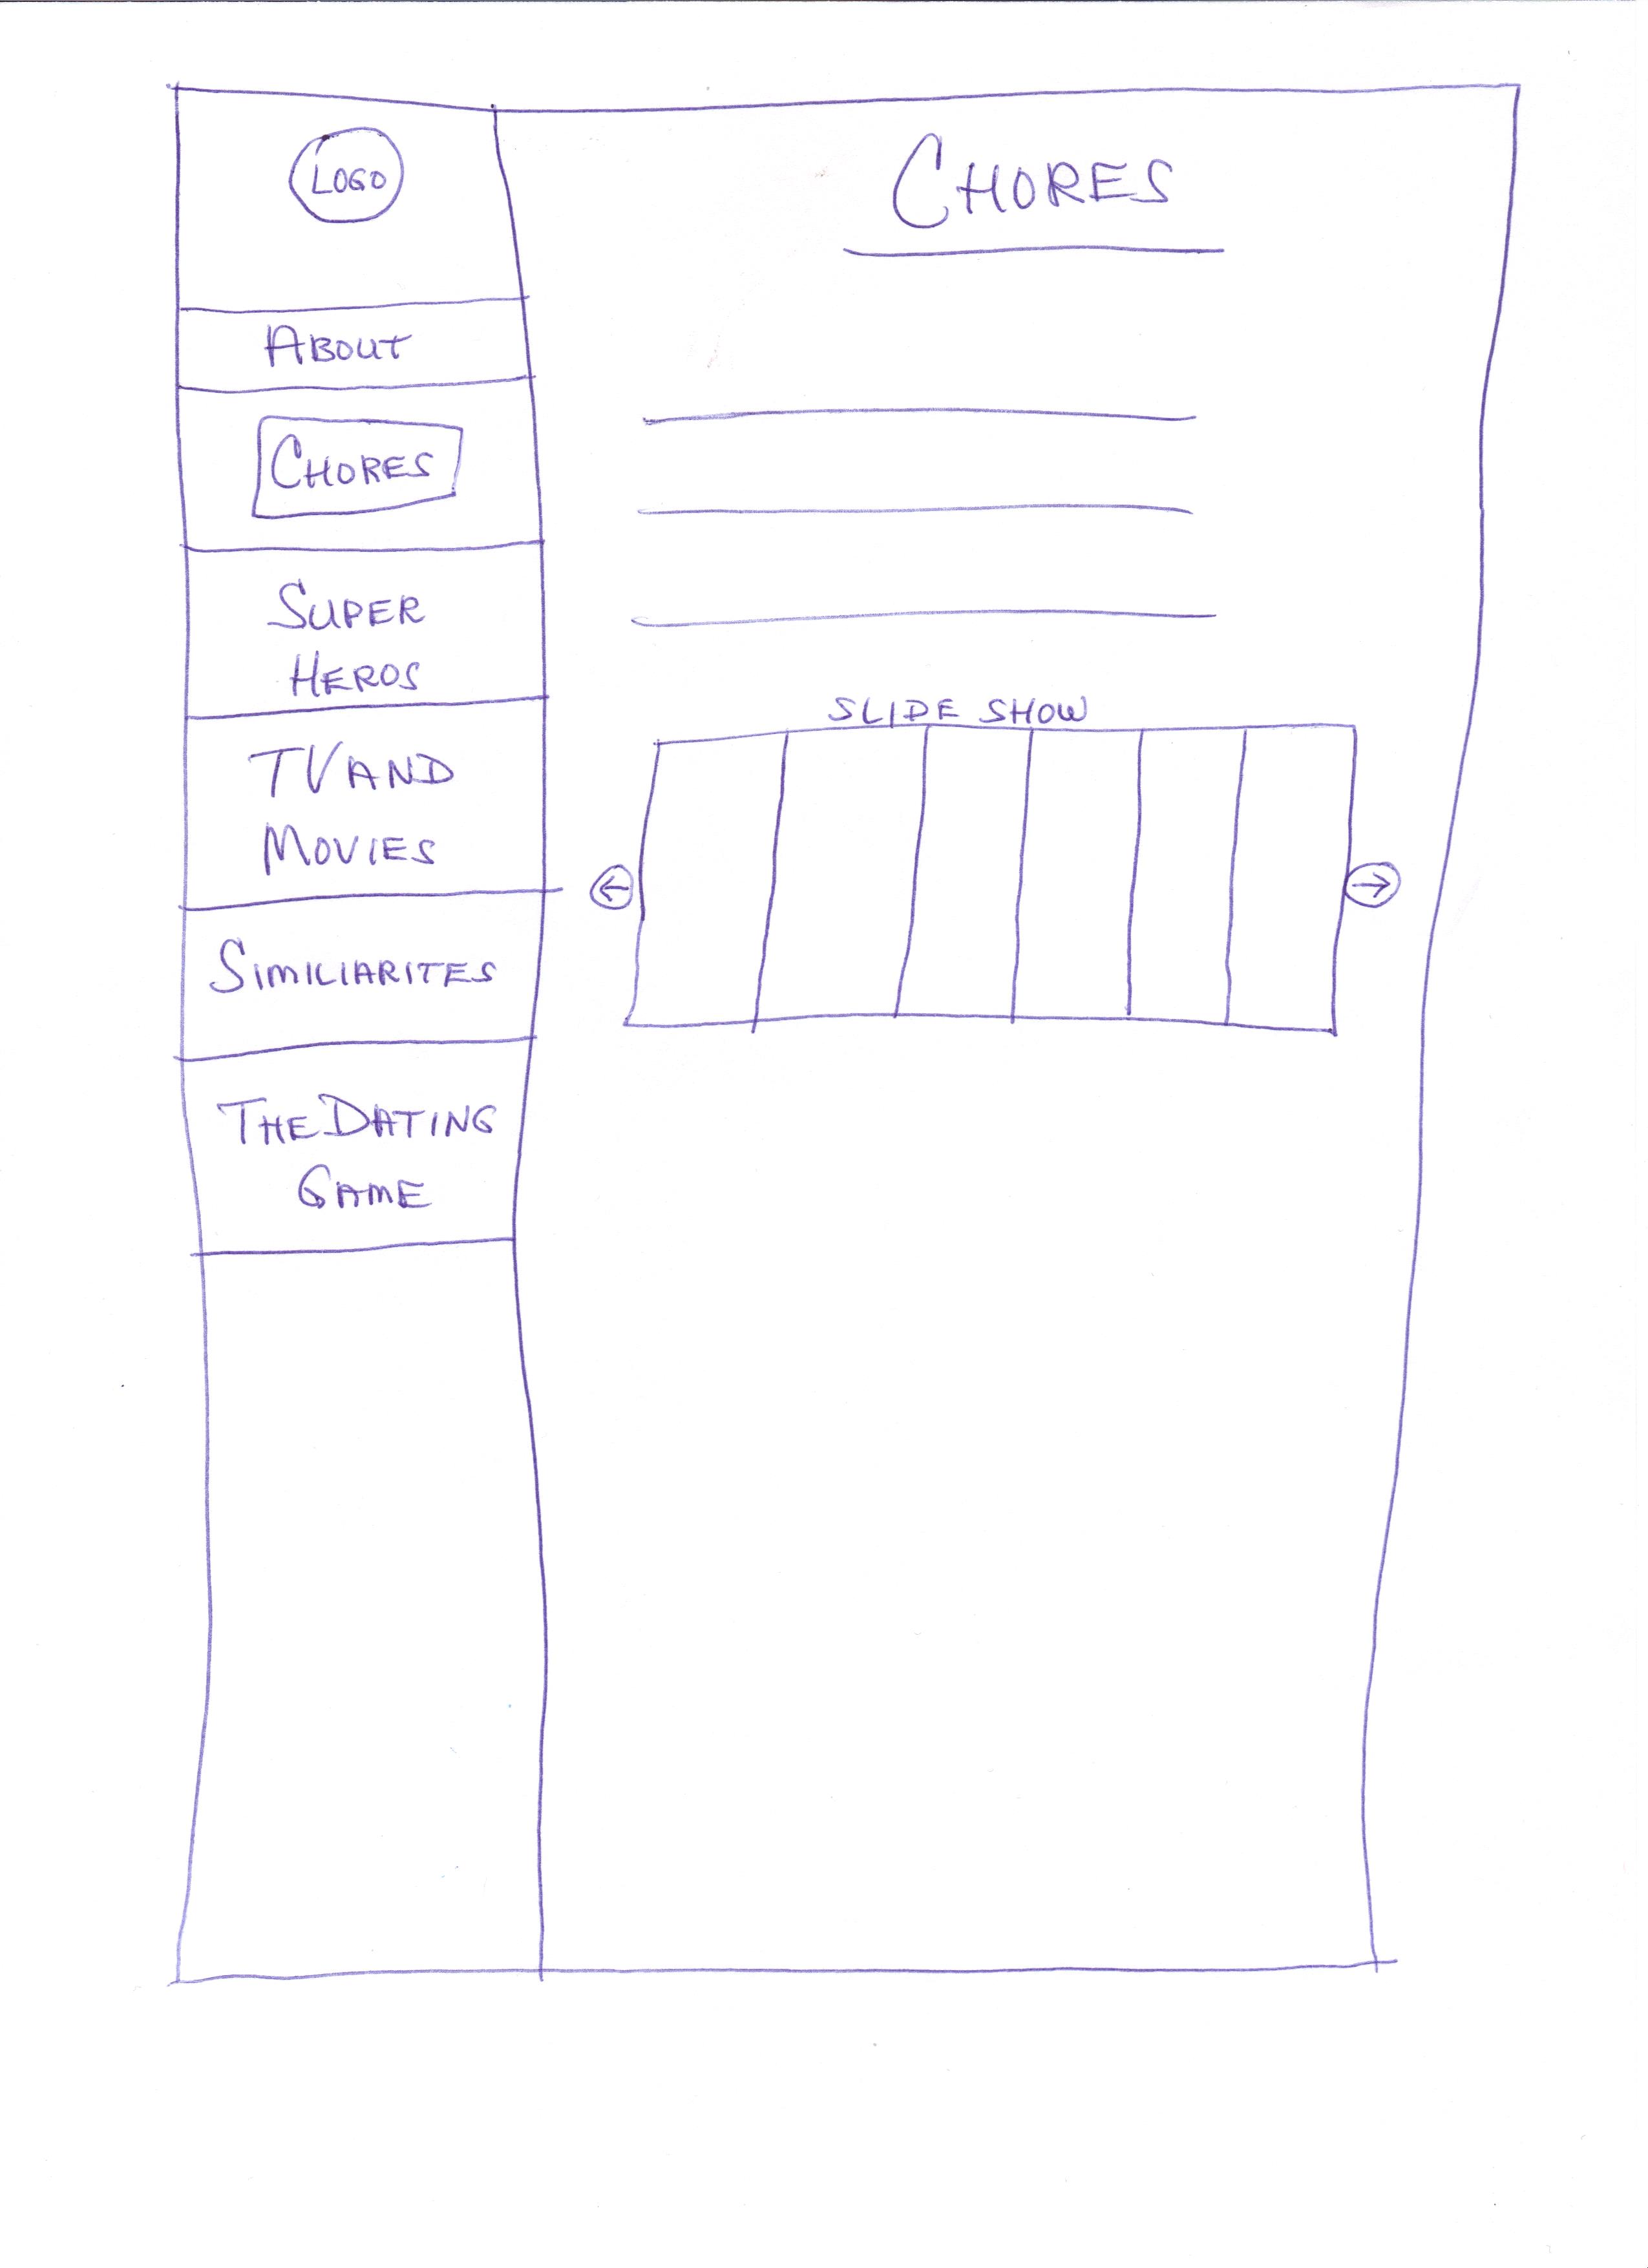 LOGO
ABOUT
CHORES
SUPER
HEROS
TV AND
MOVIES
SIMILIARITES
THE DATING
GAME
CHORES
SLIDE SHOW